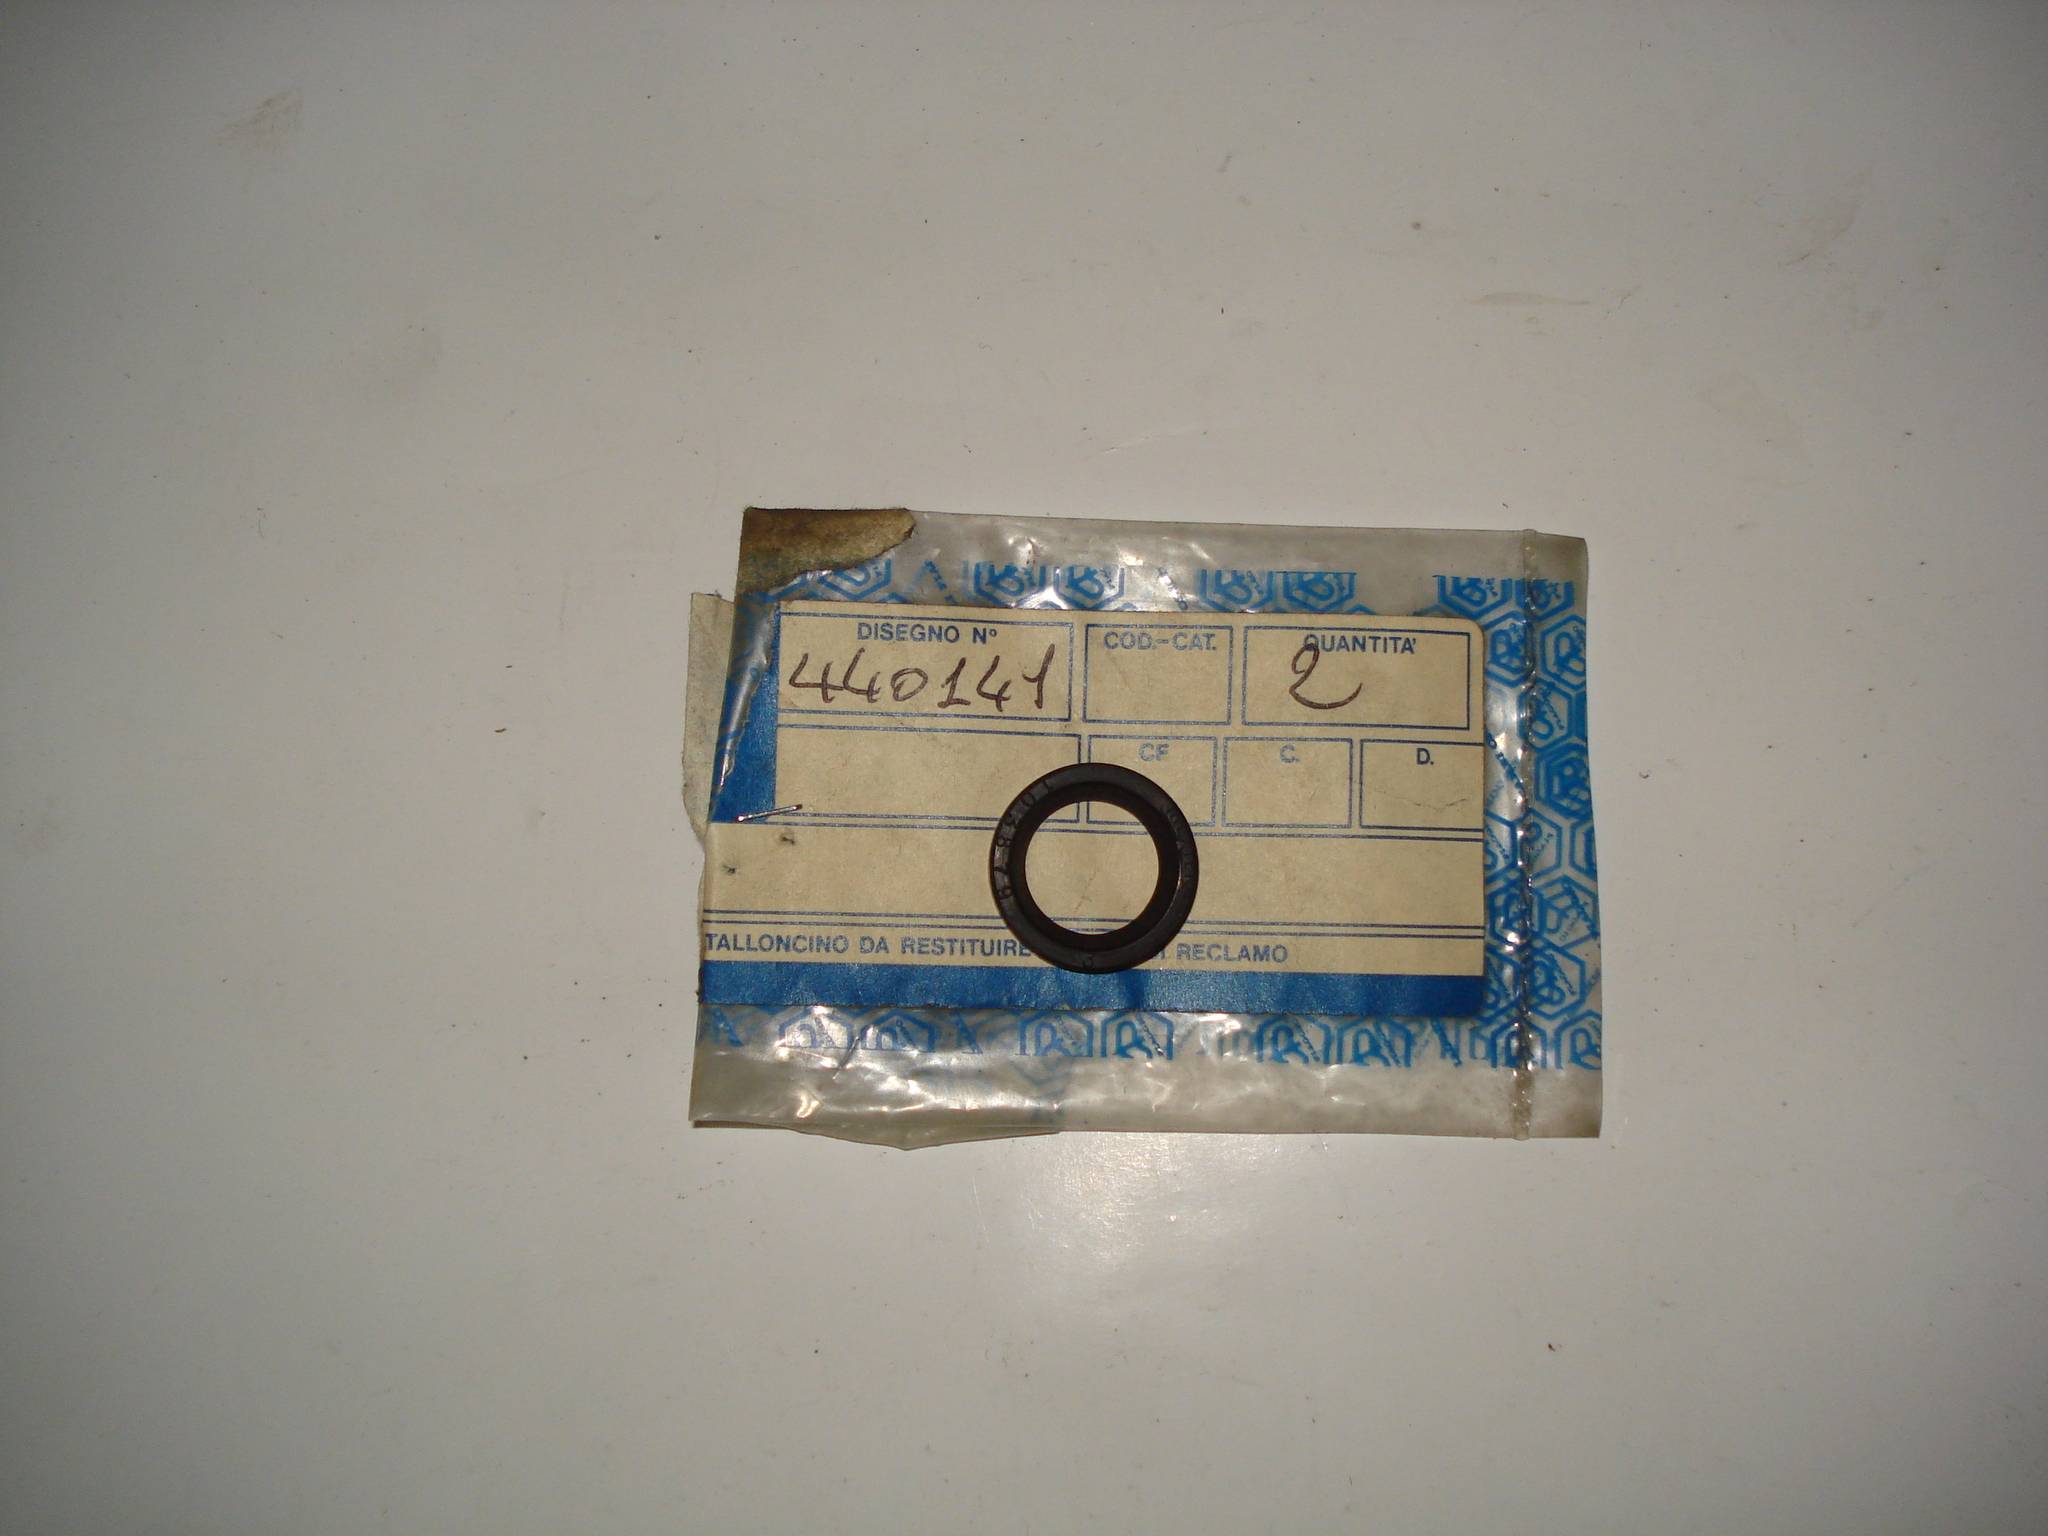 DISEGNO N° COD.-CAT. QUANTITA'
440141 2
CF C. D.
TALLONCINO DA RESTITUIRE RECLAMO